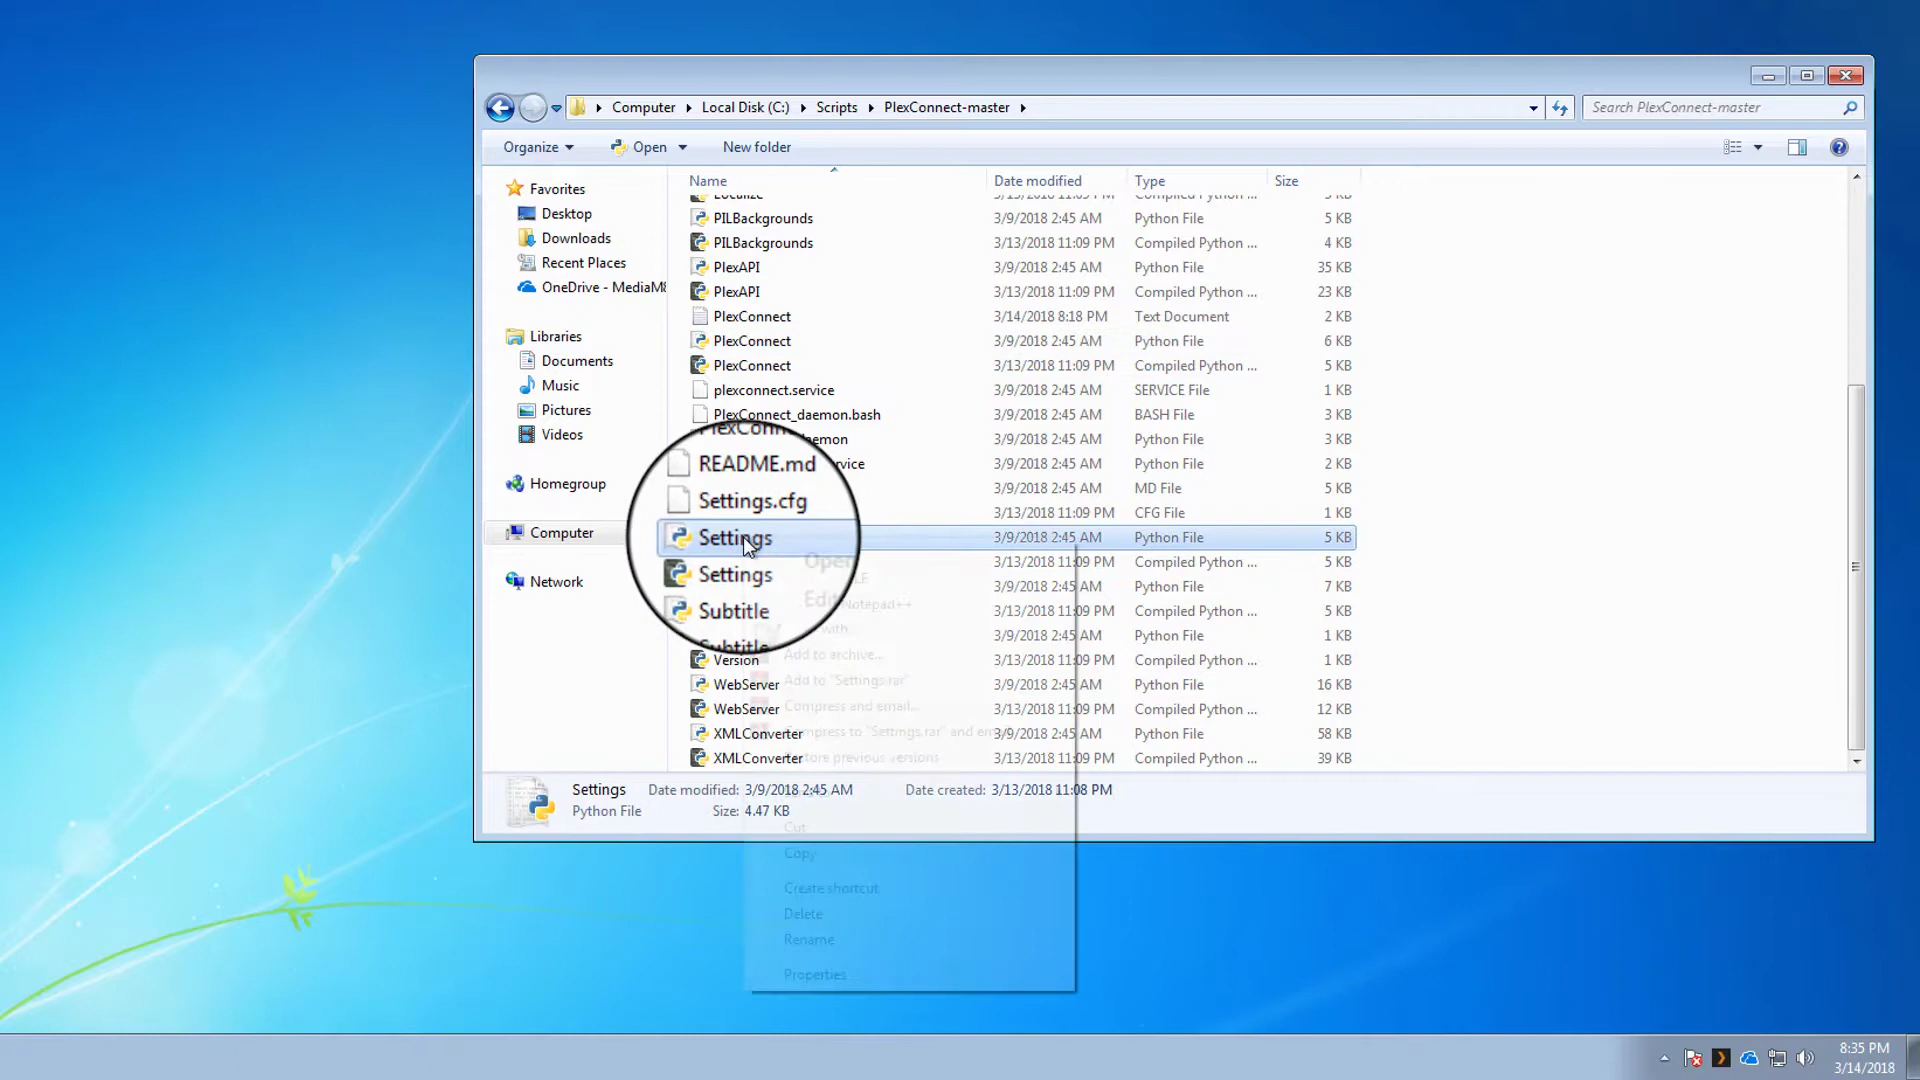 Computer Local Disk (C:) Scripts PlexConnect-master
Search PlexConnect-master
Organize Open New folder
Name Date modified Type Size
Favorites
Desktop
Downloads
Recent Places
OneDrive - MediaM
Libraries
Documents
Music
Pictures
Videos
Homegroup
Computer
Network
Localize 3/13/2018 11:09 PM Compiled Python ...
PILBackgrounds 3/9/2018 2:45 AM Python File 5 KB
PILBackgrounds 3/13/2018 11:09 PM Compiled Python ... 4 KB
PlexAPI 3/9/2018 2:45 AM Python File 35 KB
PlexAPI 3/13/2018 11:09 PM Compiled Python ... 23 KB
PlexConnect 3/14/2018 8:18 PM Text Document 2 KB
PlexConnect 3/9/2018 2:45 AM Python File 6 KB
PlexConnect 3/13/2018 11:09 PM Compiled Python ... 5 KB
plexconnect.service 3/9/2018 2:45 AM SERVICE File 1 KB
PlexConnect_daemon.bash 3/9/2018 2:45 AM BASH File 3 KB
PlexConn aemon 3/9/2018 2:45 AM Python File 3 KB
rvice 3/9/2018 2:45 AM Python File 2 KB
README.md 3/9/2018 2:45 AM MD File 5 KB
Settings.cfg 3/13/2018 11:09 PM CFG File 1 KB
Settings 3/9/2018 2:45 AM Python File 5 KB
Settings 3/13/2018 11:09 PM Compiled Python ... 5 KB
Subtitle 3/9/2018 2:45 AM Python File 7 KB
Subtitle 3/13/2018 11:09 PM Compiled Python ... 5 KB
3/9/2018 2:45 AM Python File 1 KB
Version 3/13/2018 11:09 PM Compiled Python ... 1 KB
WebServer 3/9/2018 2:45 AM Python File 16 KB
WebServer 3/13/2018 11:09 PM Compiled Python ... 12 KB
XMLConverter 3/9/2018 2:45 AM Python File 58 KB
XMLConverter 3/13/2018 11:09 PM Compiled Python ... 39 KB
Open
Edi LE
Notepad++
with...
Add to archive...
Add to "Settings.rar"
Compress and email...
Compress to "Settings.rar" and email
Restore previous versions
Cut
Copy
Create shortcut
Delete
Rename
Properties
Settings Date modified: 3/9/2018 2:45 AM Date created: 3/13/2018 11:08 PM
Python File Size: 4.47 KB
8:35 PM
3/14/2018